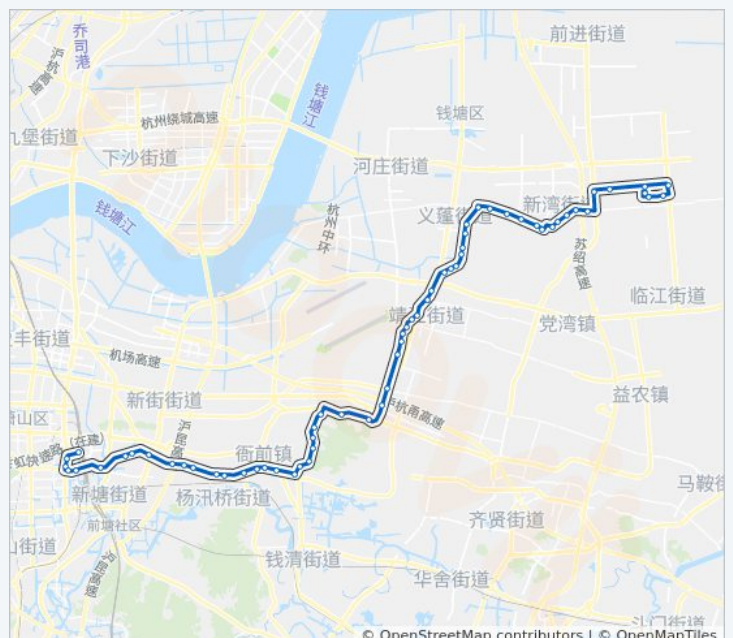 乔司港
沪杭高速
前进街道
钱塘江
钱塘区
杭州绕城高速
九堡街道
下沙街道
河庄街道
钱塘江
杭州中环
义蓬街道
新湾街
苏绍高速
临江街道
靖江街道
党湾镇
丰街道
机场高速
益农镇
新街街道
沪昆高
沪杭甬高速
萧山区
虹快速路(在建)
衙前镇
新塘街道
杨汛桥街道
马鞍街
前塘社区
齐贤街道
山街道
钱清街道
沪昆高速
华舍街道
斗门街道
© OpenStreetMap contributors | © OpenMapTiles